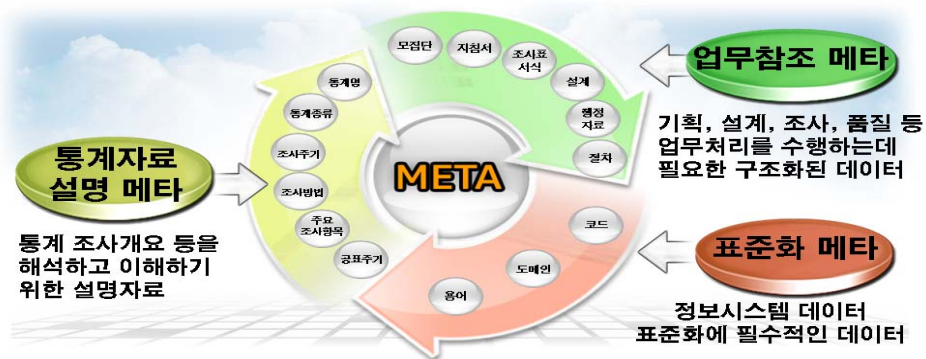 모집단
지침서
조사표
서식
설계
행정
자료
절차
업무참조 메타
기획, 설계, 조사, 품질 등
업무처리를 수행하는데
필요한 구조화된 데이터
통계명
통계종류
조사주기
조사방법
주요
조사항목
공표주기
통계자료
설명 메타
통계 조사개요 등을
해석하고 이해하기
위한 설명자료
META
코드
도메인
용어
표준화 메타
정보시스템 데이터
표준화에 필수적인 데이터